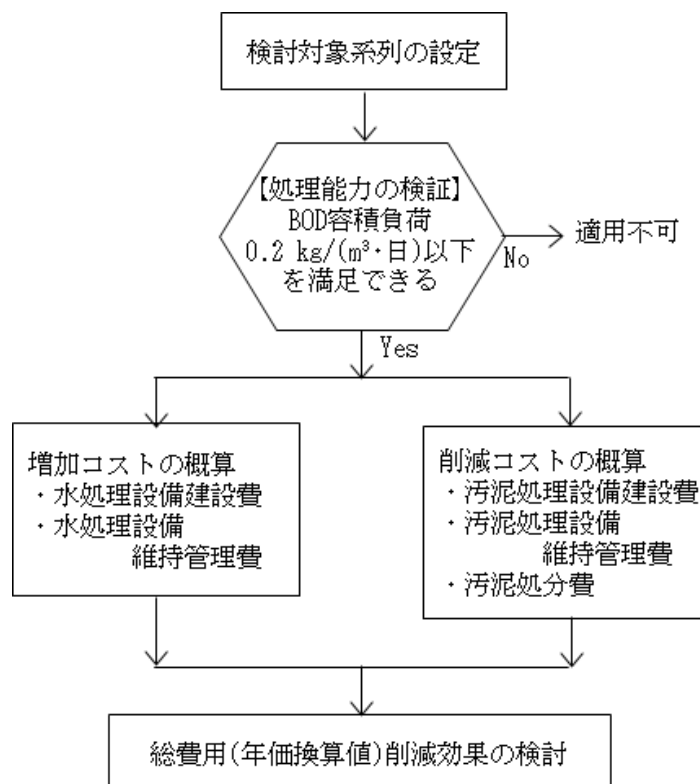 検討対象系列の設定
【処理能力の検証】
BOD容積負荷
0.2 kg/(m³・日)以下
を満足できる
No
適用不可
Yes
増加コストの概算
・水処理設備建設費
・水処理設備
維持管理費
削減コストの概算
・汚泥処理設備建設費
・汚泥処理設備
維持管理費
・汚泥処分費
総費用(年価換算値)削減効果の検討